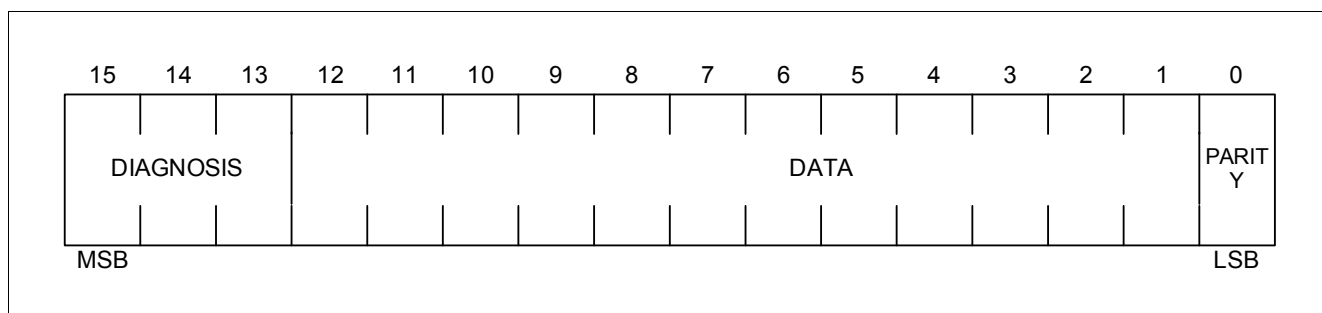 15 14 13 12 11 10 9 8 7 6 5 4 3 2 1 0
DIAGNOSIS DATA PARIT
Y
MSB LSB